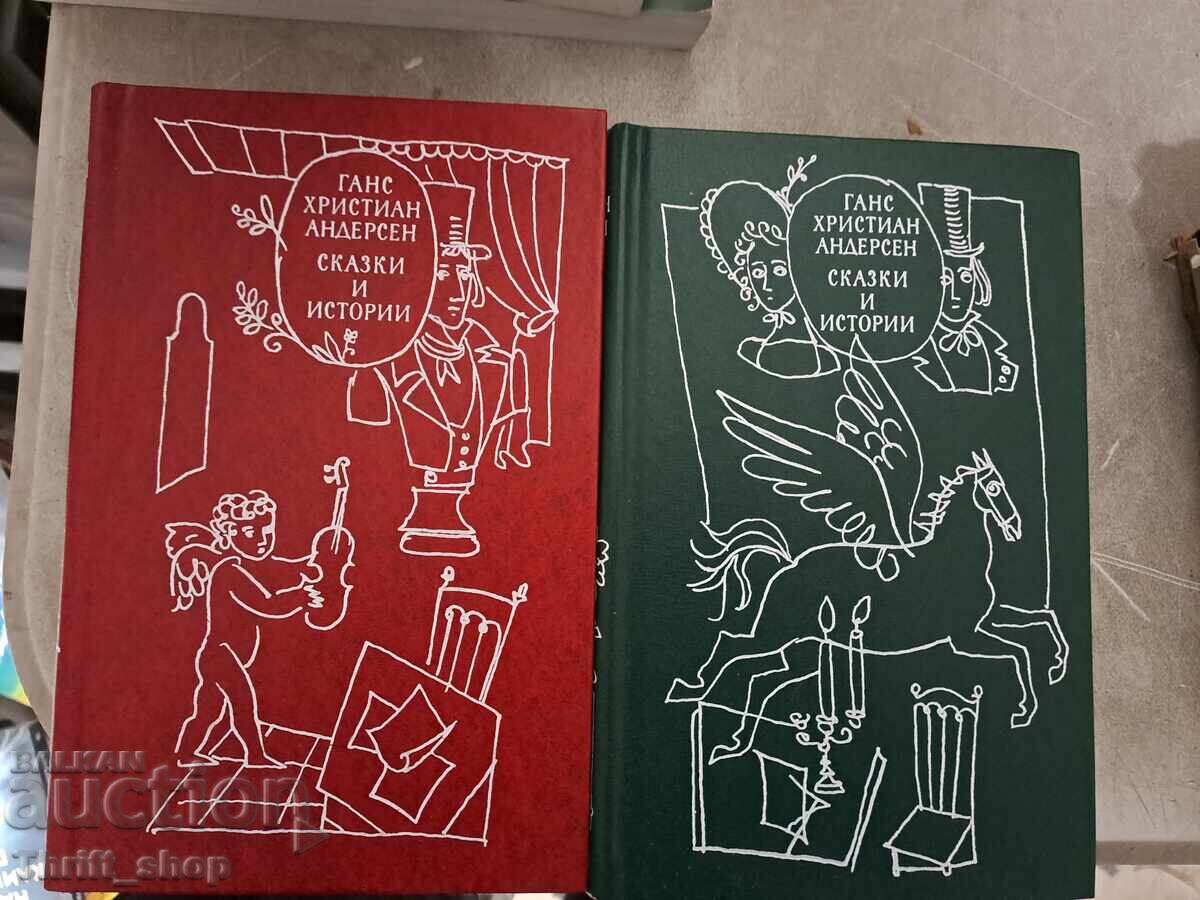 ГАНС
ХРИСТИАН
АНДЕРСЕН
СКАЗКИ
И
ИСТОРИИ
ГАНС
ХРИСТИАН
АНДЕРСЕН
СКАЗКИ
И
ИСТОРИИ
BALKAN
auction
Thrift_shop